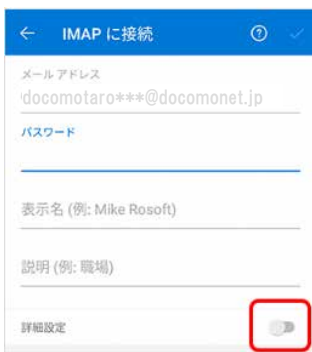 IMAP に接続
メール アドレス
docomotaro***@docomonet.jp
パスワード
表示名 (例: Mike Rosoft)
説明 (例: 職場)
詳細設定